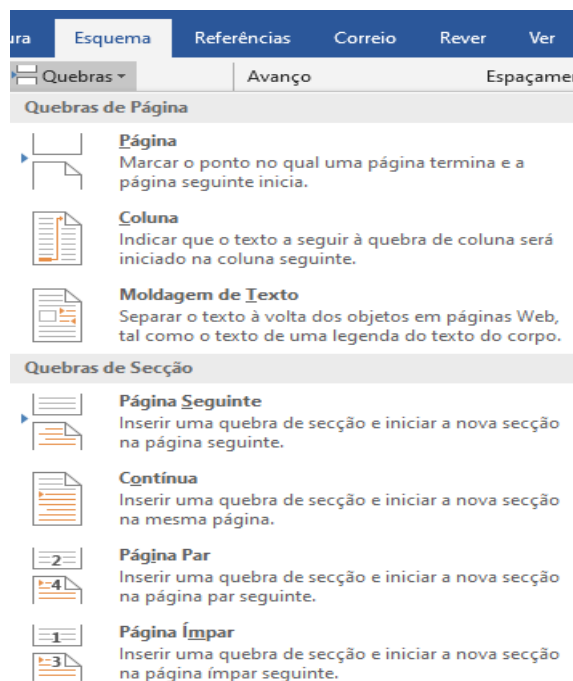 ura Esquema Referências Correio Rever Ver
Quebras Avanço Espaçame
Quebras de Página
Página
Marcar o ponto no qual uma página termina e a
página seguinte inicia.
Coluna
Indicar que o texto a seguir à quebra de coluna será
iniciado na coluna seguinte.
Moldagem de Texto
Separar o texto à volta dos objetos em páginas Web,
tal como o texto de uma legenda do texto do corpo.
Quebras de Secção
Página Seguinte
Inserir uma quebra de secção e iniciar a nova secção
na página seguinte.
Contínua
Inserir uma quebra de secção e iniciar a nova secção
na mesma página.
2
4
Página Par
Inserir uma quebra de secção e iniciar a nova secção
na página par seguinte.
1
3
Página Ímpar
Inserir uma quebra de secção e iniciar a nova secção
na página ímpar seguinte.